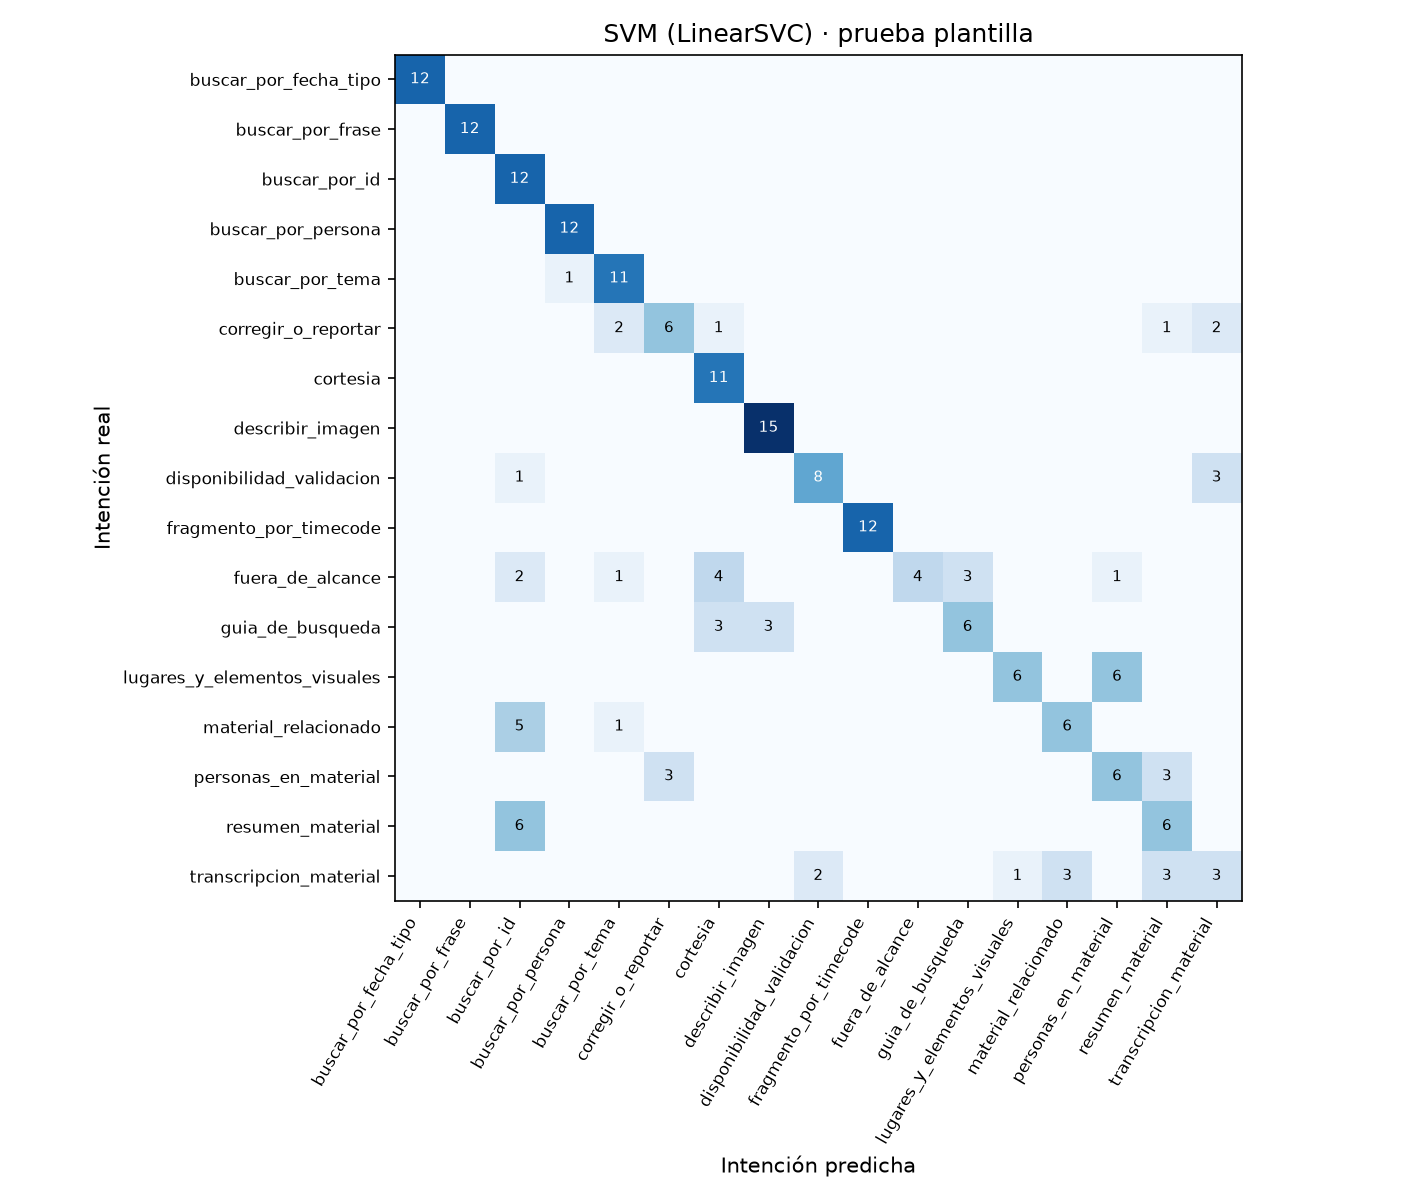 SVM (LinearSVC) · prueba plantilla
Intención real
buscar_por_fecha_tipo 12
buscar_por_frase 12
buscar_por_id 12
buscar_por_persona 12
buscar_por_tema 1 11
corregir_o_reportar 2 6 1 1 2
cortesia 11
describir_imagen 15
disponibilidad_validacion 1 8 3
fragmento_por_timecode 12
fuera_de_alcance 2 1 4 4 3 1
guia_de_busqueda 3 3 6
lugares_y_elementos_visuales 6 6
material_relacionado 5 1 6
personas_en_material 3 6 3
resumen_material 6 6
transcripcion_material 2 1 3 3 3
buscar_por_fecha_tipo
buscar_por_frase
buscar_por_id
buscar_por_persona
buscar_por_tema
corregir_o_reportar
cortesia
describir_imagen
disponibilidad_validacion
fragmento_por_timecode
fuera_de_alcance
guia_de_busqueda
lugares_y_elementos_visuales
material_relacionado
personas_en_material
resumen_material
transcripcion_material
Intención predicha